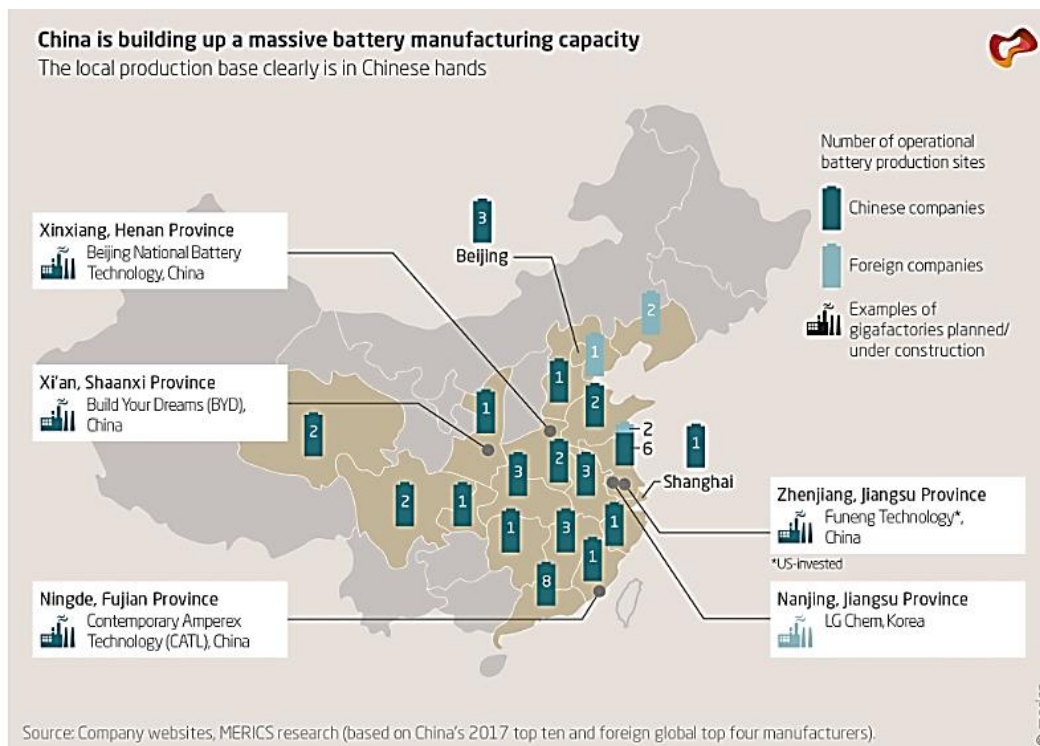 China is building up a massive battery manufacturing capacity
The local production base clearly is in Chinese hands
Number of operational
battery production sites
Chinese companies
Foreign companies
Examples of
gigafactories planned/
under construction
Xinxiang, Henan Province
Beijing National Battery
Technology, China
3
Beijing
2
1
Xi'an, Shaanxi Province
Build Your Dreams (BYD),
China
1
1
2
2
2
6
1
Shanghai
3
2
3
2
1
1
3
1
1
8
Zhenjiang, Jiangsu Province
Funeng Technology*,
China
*US-invested
Ningde, Fujian Province
Contemporary Amperex
Technology (CATL), China
Nanjing, Jiangsu Province
LG Chem, Korea
Source: Company websites, MERICS research (based on China's 2017 top ten and foreign global top four manufacturers).